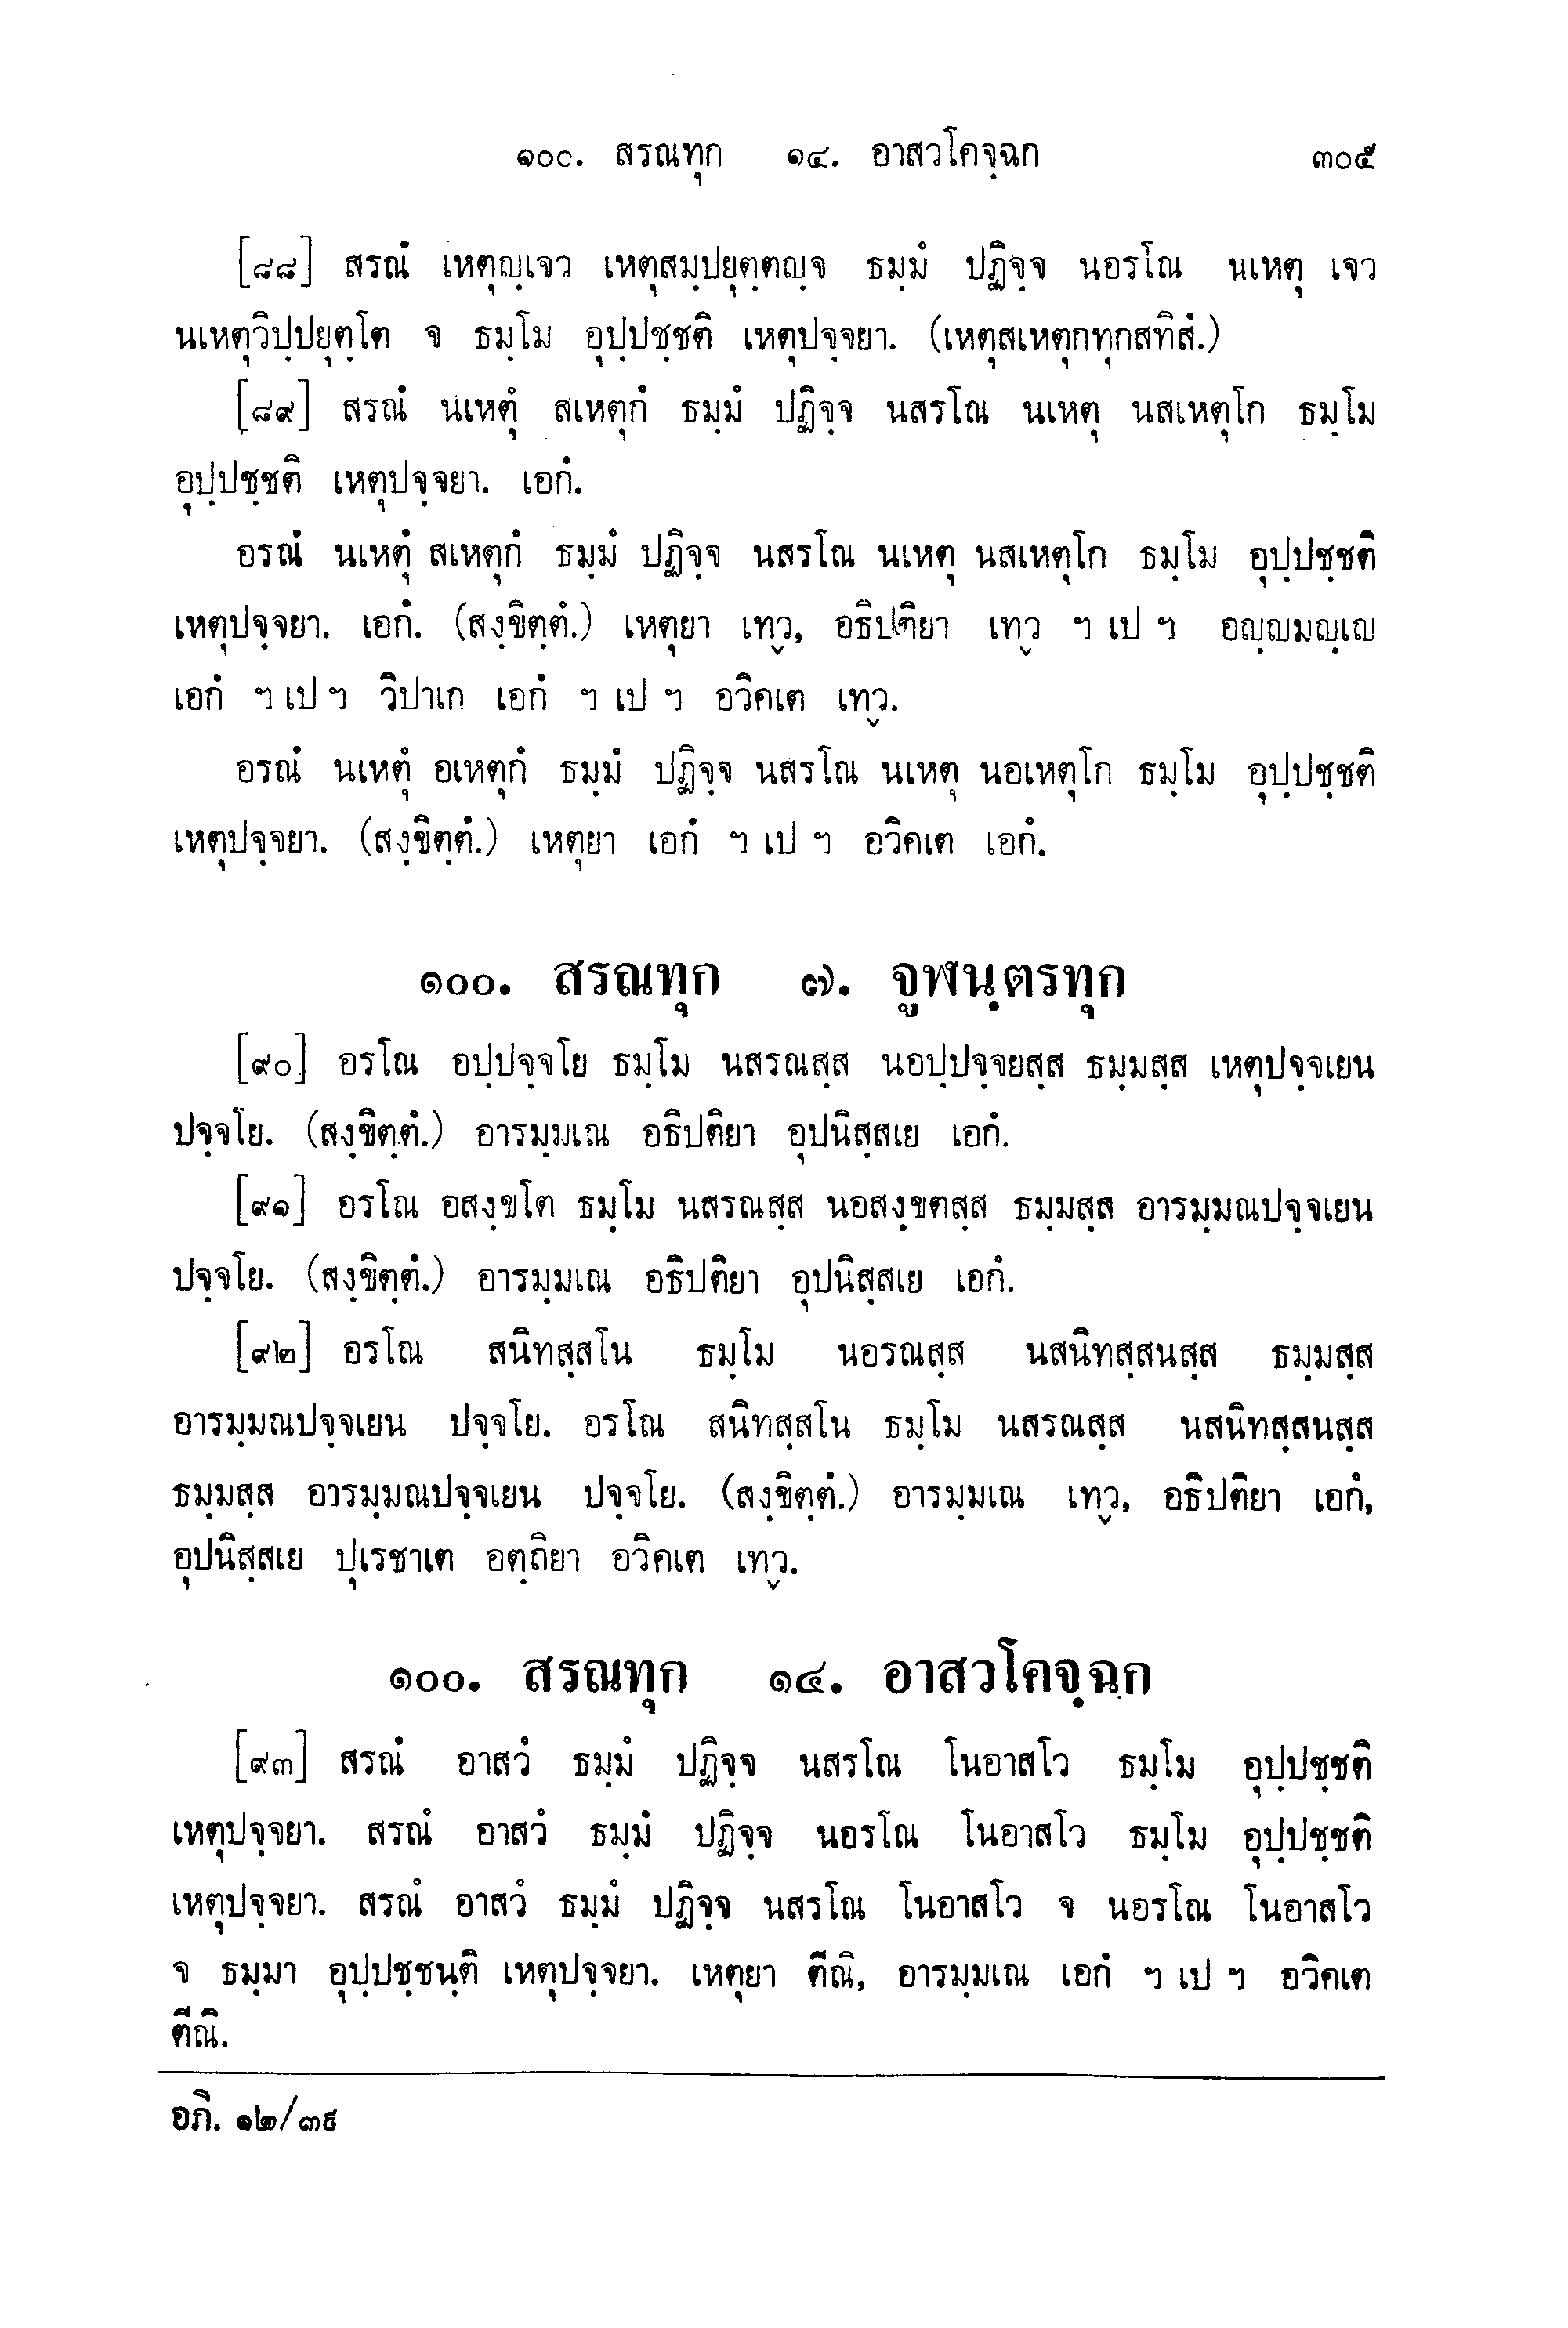 ๑๐๐. สรณทุก ๑๔. อาสวโคจฺฉก ๓๐๕
[๘๘] สรณํ เหตุญฺเจว เหตุสมฺปยุตฺตญฺจ ธมฺมํ ปฏิจฺจ นอรโณ นเหตุ เจว
นเหตุวิปฺปยุตฺโต จ ธมฺโม อุปฺปชฺชติ เหตุปจฺจยา. (เหตุสเหตุกทุกสทิสํ.)
[๘๙] สรณํ นเหตุํ สเหตุกํ ธมฺมํ ปฏิจฺจ นสรโณ นเหตุ นสเหตุโก ธมฺโม
อุปฺปชฺชติ เหตุปจฺจยา. เอกํ.
อรณํ นเหตุํ สเหตุกํ ธมฺมํ ปฏิจฺจ นสรโณ นเหตุ นสเหตุโก ธมฺโม อุปฺปชฺชติ
เหตุปจฺจยา. เอกํ. (สงฺขิตฺตํ.) เหตุยา เทฺว, อธิปติยา เทฺว ฯ เป ฯ อญฺญมญฺเญ
เอกํ ฯ เป ฯ วิปาเก เอกํ ฯ เป ฯ อวิคเต เทฺว.
อรณํ นเหตุํ อเหตุกํ ธมฺมํ ปฏิจฺจ นสรโณ นเหตุ นอเหตุโก ธมฺโม อุปฺปชฺชติ
เหตุปจฺจยา. (สงฺขิตฺตํ.) เหตุยา เอกํ ฯ เป ฯ อวิคเต เอกํ.
๑๐๐. สรณทุก ๗. จูฬนฺตรทุก
[๙๐] อรโณ อปฺปจฺจโย ธมฺโม นสรณสฺส นอปฺปจฺจยสฺส ธมฺมสฺส เหตุปจฺจเยน
ปจฺจโย. (สงฺขิตฺตํ.) อารมฺมเณ อธิปติยา อุปนิสฺสเย เอกํ.
[๙๑] อรโณ อสงฺขโต ธมฺโม นสรณสฺส นอสงฺขตสฺส ธมฺมสฺส อารมฺมณปจฺจเยน
ปจฺจโย. (สงฺขิตฺตํ.) อารมฺมเณ อธิปติยา อุปนิสฺสเย เอกํ.
[๙๒] อรโณ สนิทสฺสโน ธมฺโม นอรณสฺส นสนิทสฺสนสฺส ธมฺมสฺส
อารมฺมณปจฺจเยน ปจฺจโย. อรโณ สนิทสฺสโน ธมฺโม นสรณสฺส นสนิทสฺสนสฺส
ธมฺมสฺส อารมฺมณปจฺจเยน ปจฺจโย. (สงฺขิตฺตํ.) อารมฺมเณ เทฺว, อธิปติยา เอกํ,
อุปนิสฺสเย ปุเรชาเต อตฺถิยา อวิคเต เทฺว.
๑๐๐. สรณทุก ๑๔. อาสวโคจฺฉก
[๙๓] สรณํ อาสวํ ธมฺมํ ปฏิจฺจ นสรโณ โนอาสโว ธมฺโม อุปฺปชฺชติ
เหตุปจฺจยา. สรณํ อาสวํ ธมฺมํ ปฏิจฺจ นอรโณ โนอาสโว ธมฺโม อุปฺปชฺชติ
เหตุปจฺจยา. สรณํ อาสวํ ธมฺมํ ปฏิจฺจ นสรโณ โนอาสโว จ นอรโณ โนอาสโว
จ ธมฺมา อุปฺปชฺชนฺติ เหตุปจฺจยา. เหตุยา ตีณิ, อารมฺมเณ เอกํ ฯ เป ฯ อวิคเต
ตีณิ.
อภิ. ๑๒/๓๙